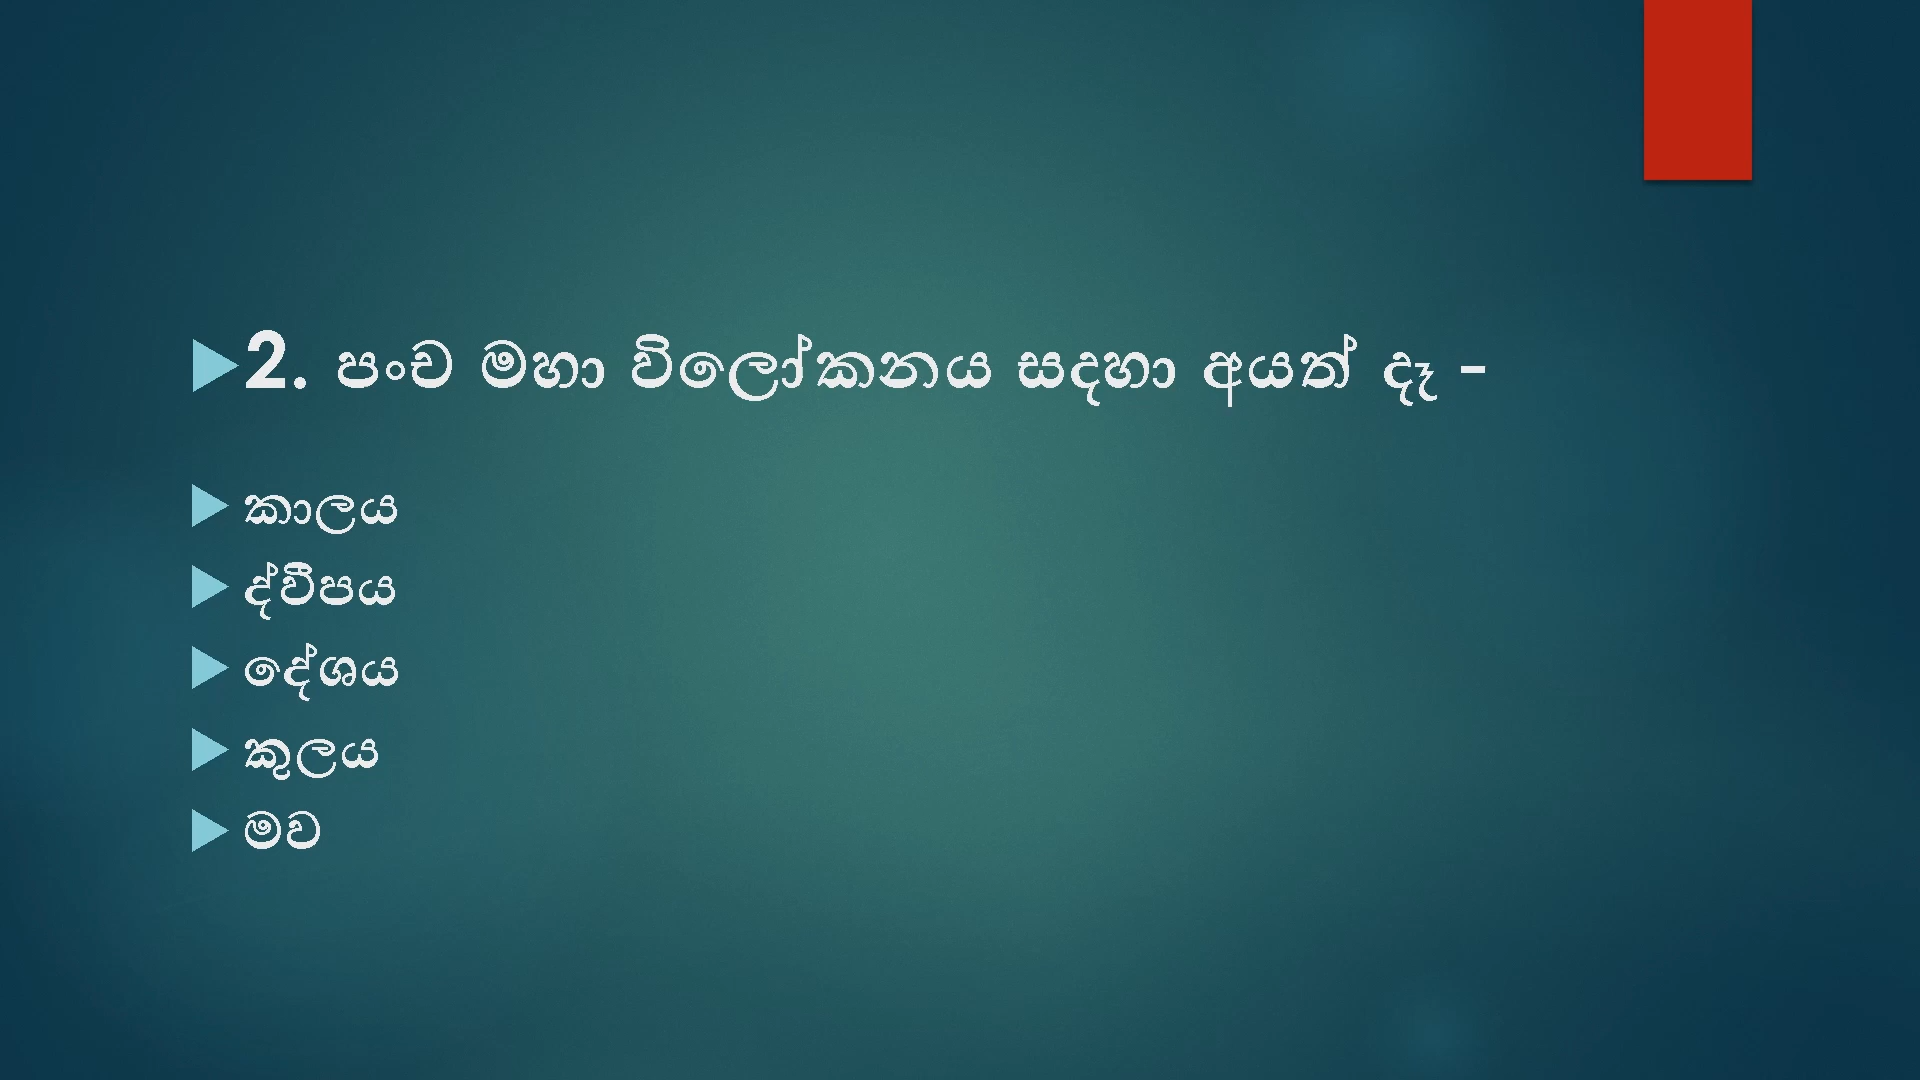 2. පංච මහා විලෝකනය සදහා අයත් දෑ -
කාලය
ද්වීපය
දේශය
කුලය
මව